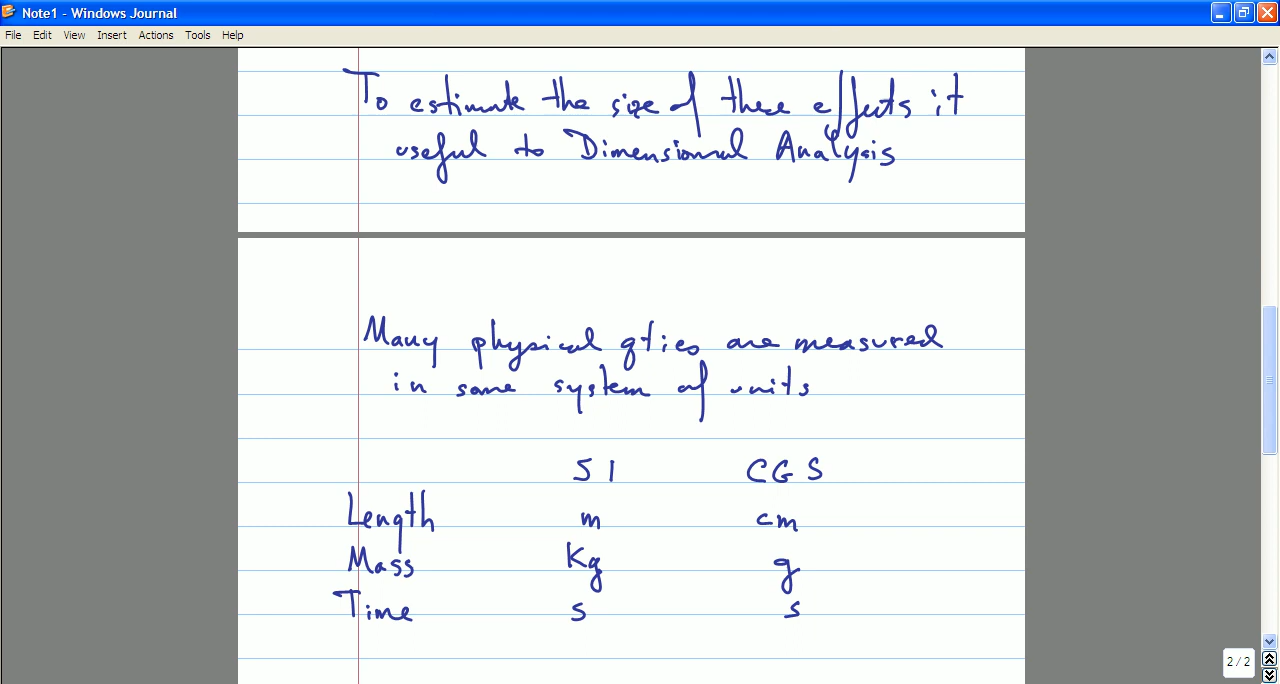 Note1 - Windows Journal
File Edit View Insert Actions Tools Help
To estimate the size of these effects it
useful to Dimensional Analysis
Many physical qties are measured
in some system of units
SI CGS
Length m cm
Mass Kg g
Time s s
2 / 2